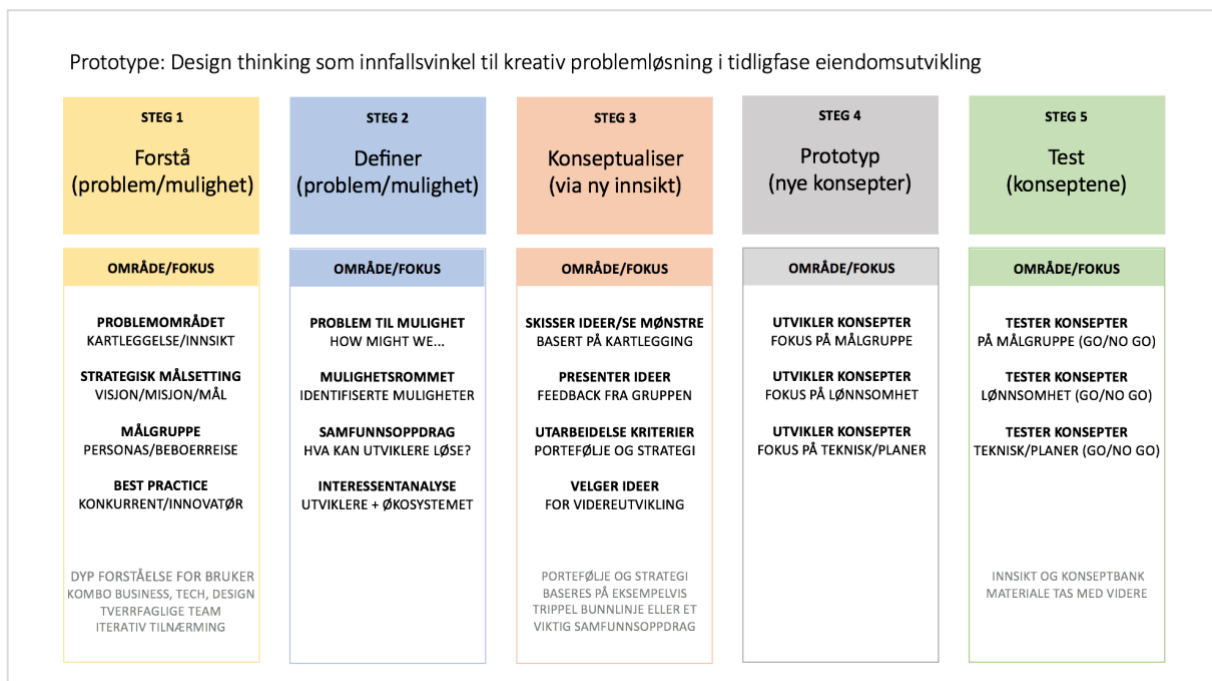 Prototype: Design thinking som innfallsvinkel til kreativ problemløsning i tidligfase eiendomsutvikling
STEG 1
Forstå
(problem/mulighet)
OMRÅDE/FOKUS
PROBLEMOMRÅDET
KARTLEGGELSE/INNSIKT
STRATEGISK MÅLSETTING
VISJON/MISJON/MÅL
MÅLGRUPPE
PERSONAS/BEBOERREISE
BEST PRACTICE
KONKURRENT/INNOVATØR
DYP FORSTÅELSE FOR BRUKER
KOMBO BUSINESS, TECH, DESIGN
TVERRFAGLIGE TEAM
ITERATIV TILNÆRMING
STEG 2
Definer
(problem/mulighet)
OMRÅDE/FOKUS
PROBLEM TIL MULIGHET
HOW MIGHT WE...
MULIGHETSROMMET
IDENTIFISERTE MULIGHETER
SAMFUNNSOPPDRAG
HVA KAN UTVIKLERE LØSE?
INTERESSENTANALYSE
UTVIKLERE + ØKOSYSTEMET
STEG 3
Konseptualiser
(via ny innsikt)
OMRÅDE/FOKUS
SKISSER IDEER/SE MØNSTRE
BASERT PÅ KARTLEGGING
PRESENTER IDEER
FEEDBACK FRA GRUPPEN
UTARBEIDELSE KRITERIER
PORTEFØLJE OG STRATEGI
VELGER IDEER
FOR VIDEREUTVIKLING
PORTEFØLJE OG STRATEGI
BASERES PÅ EKSEMPELVIS
TRIPPEL BUNNLINJE ELLER ET
VIKTIG SAMFUNNSOPPDRAG
STEG 4
Prototyp
(nye konsepter)
OMRÅDE/FOKUS
UTVIKLER KONSEPTER
FOKUS PÅ MÅLGRUPPE
UTVIKLER KONSEPTER
FOKUS PÅ LØNNSOMHET
UTVIKLER KONSEPTER
FOKUS PÅ TEKNISK/PLANER
STEG 5
Test
(konseptene)
OMRÅDE/FOKUS
TESTER KONSEPTER
PÅ MÅLGRUPPE (GO/NO GO)
TESTER KONSEPTER
LØNNSOMHET (GO/NO GO)
TESTER KONSEPTER
TEKNISK/PLANER (GO/NO GO)
INNSIKT OG KONSEPTBANK
MATERIALE TAS MED VIDERE